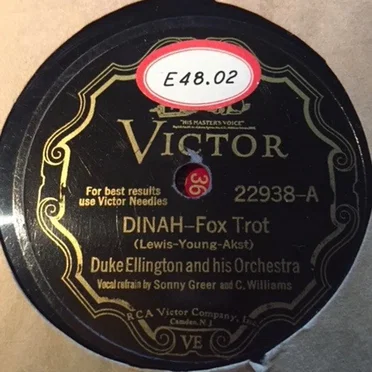 E48.02
"HIS MASTER'S VOICE"
VICTOR
36
For best results
use Victor Needles
22938-A
DINAH-Fox Trot
(Lewis-Young-Akst)
Duke Ellington and his Orchestra
Vocal refrain by Sonny Greer and C. Williams
RCA Victor Company, Inc.
Camden, N.J.
VE